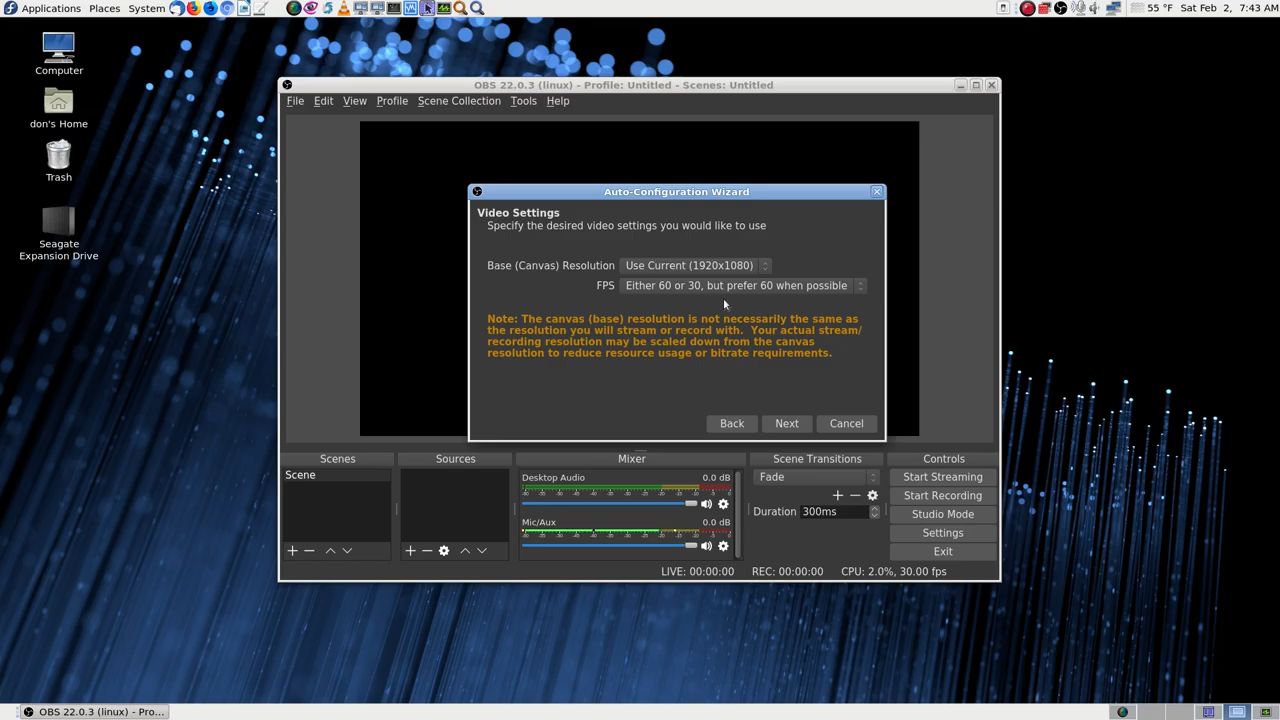 Applications Places System
55 °F Sat Feb 2, 7:43 AM
Computer
don's Home
Trash
Seagate
Expansion Drive
OBS 22.0.3 (linux) - Profile: Untitled - Scenes: Untitled
File Edit View Profile Scene Collection Tools Help
Auto-Configuration Wizard
Video Settings
Specify the desired video settings you would like to use
Base (Canvas) Resolution Use Current (1920x1080)
FPS Either 60 or 30, but prefer 60 when possible
Note: The canvas (base) resolution is not necessarily the same as
the resolution you will stream or record with. Your actual stream/
recording resolution may be scaled down from the canvas
resolution to reduce resource usage or bitrate requirements.
Back Next Cancel
Scenes Sources Mixer Scene Transitions Controls
Scene
Desktop Audio 0.0 dB
Mic/Aux 0.0 dB
Fade
Duration 300ms
Start Streaming
Start Recording
Studio Mode
Settings
Exit
LIVE: 00:00:00 REC: 00:00:00 CPU: 2.0%, 30.00 fps
OBS 22.0.3 (linux) - Pro...